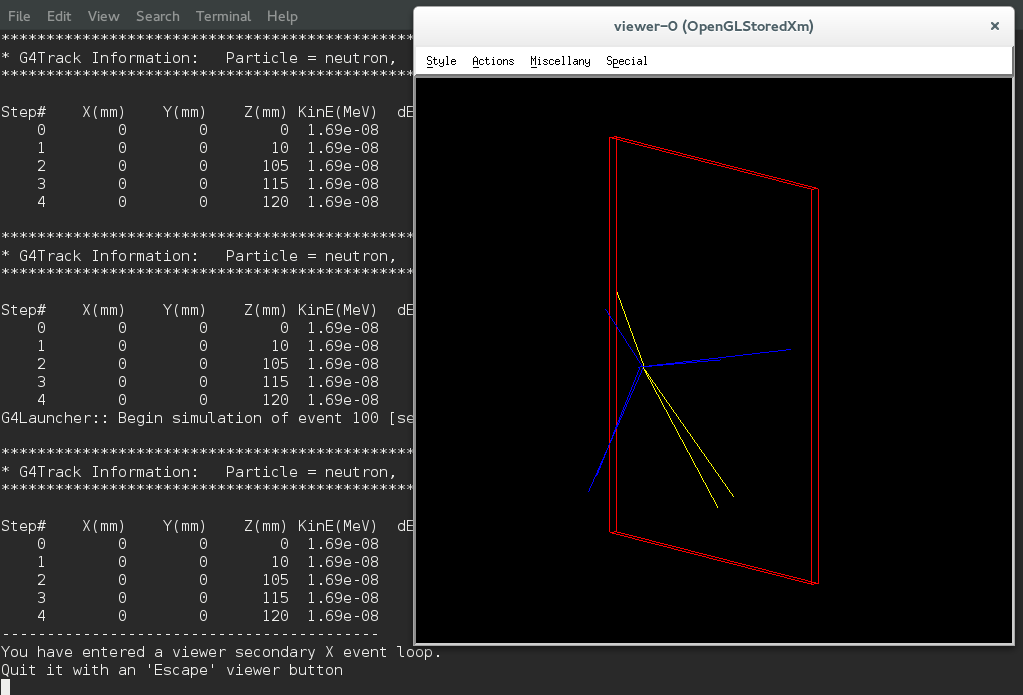 File Edit View Search Terminal Help
**********************************************
* G4Track Information:   Particle = neutron,
**********************************************
Step#    X(mm)    Y(mm)    Z(mm) KinE(MeV)  dE
0        0        0        0  1.69e-08
1        0        0       10  1.69e-08
2        0        0      105  1.69e-08
3        0        0      115  1.69e-08
4        0        0      120  1.69e-08
**********************************************
* G4Track Information:   Particle = neutron,
**********************************************
Step#    X(mm)    Y(mm)    Z(mm) KinE(MeV)  dE
0        0        0        0  1.69e-08
1        0        0       10  1.69e-08
2        0        0      105  1.69e-08
3        0        0      115  1.69e-08
4        0        0      120  1.69e-08
G4Launcher:: Begin simulation of event 100 [se
**********************************************
* G4Track Information:   Particle = neutron,
**********************************************
Step#    X(mm)    Y(mm)    Z(mm) KinE(MeV)  dE
0        0        0        0  1.69e-08
1        0        0       10  1.69e-08
2        0        0      105  1.69e-08
3        0        0      115  1.69e-08
4        0        0      120  1.69e-08
------------------------------------------
You have entered a viewer secondary X event loop.
Quit it with an 'Escape' viewer button
viewer-0 (OpenGLStoredXm)
Style Actions Miscellany Special